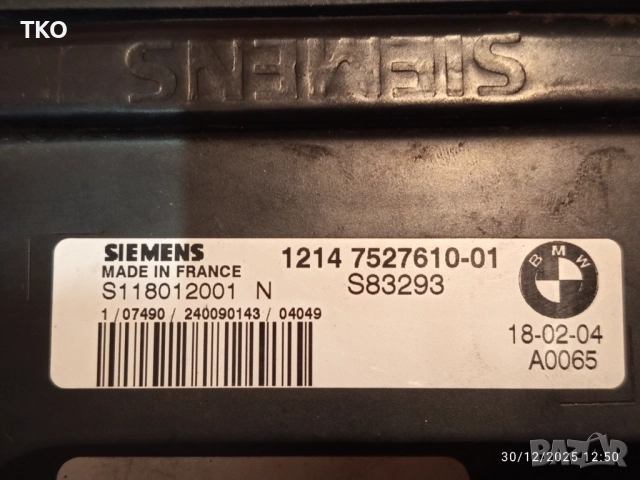 TKO
SIEMENS
SIEMENS
MADE IN FRANCE
S118012001 N
1214 7527610-01
S83293
BMW
1/07490/240090143/04049
18-02-04
A0065
30/12/2025 12:50
BAZAR